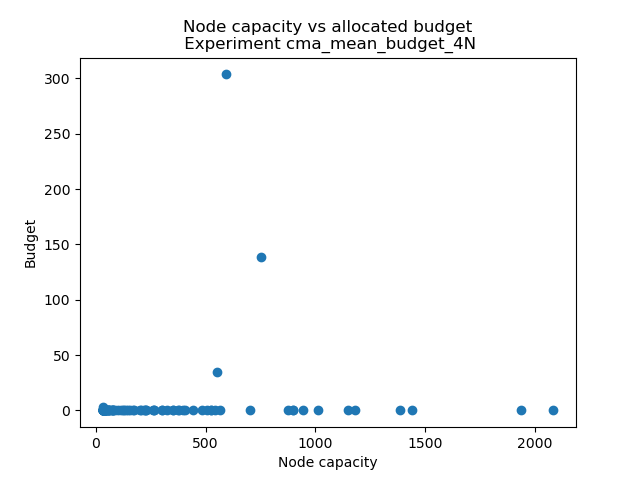 Node capacity vs allocated budget
Experiment cma_mean_budget_4N
300
250
200
150
100
50
0
Budget
0 500 1000 1500 2000
Node capacity